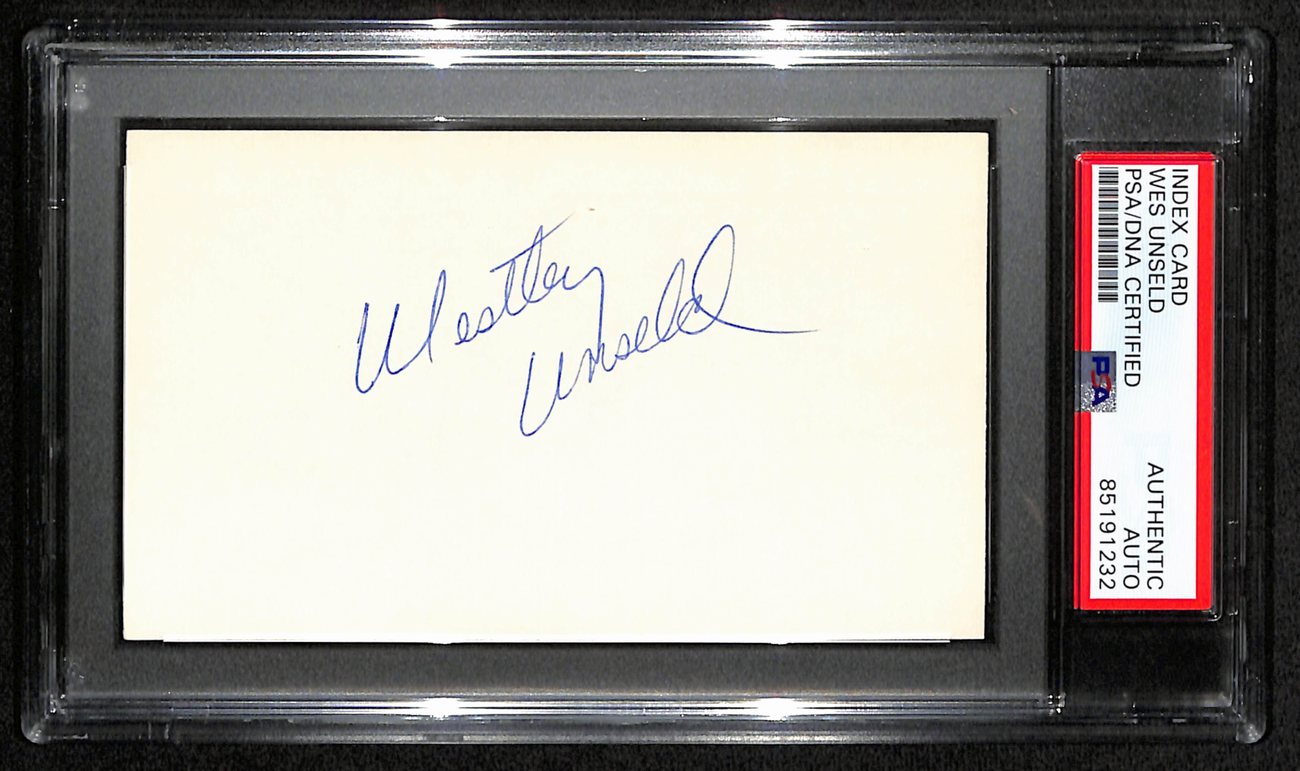 Westley
Unseld
INDEX CARD
WES UNSELD
PSA/DNA CERTIFIED
AUTHENTIC
AUTO
85191232
PSA